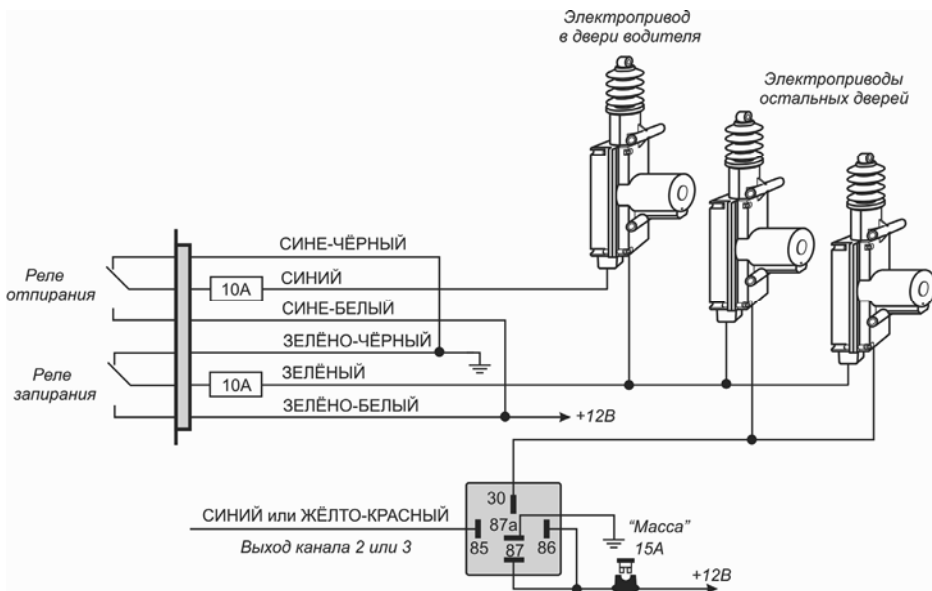 Электропривод
в двери водителя
Электроприводы
остальных дверей
СИНЕ-ЧЁРНЫЙ
Реле
отпирания
10А
СИНИЙ
СИНЕ-БЕЛЫЙ
ЗЕЛЁНО-ЧЁРНЫЙ
Реле
запирания
10А
ЗЕЛЁНЫЙ
ЗЕЛЁНО-БЕЛЫЙ
+12В
30
СИНИЙ или ЖЁЛТО-КРАСНЫЙ
87а
"Масса"
Выход канала 2 или 3
85
87
86
15А
+12В